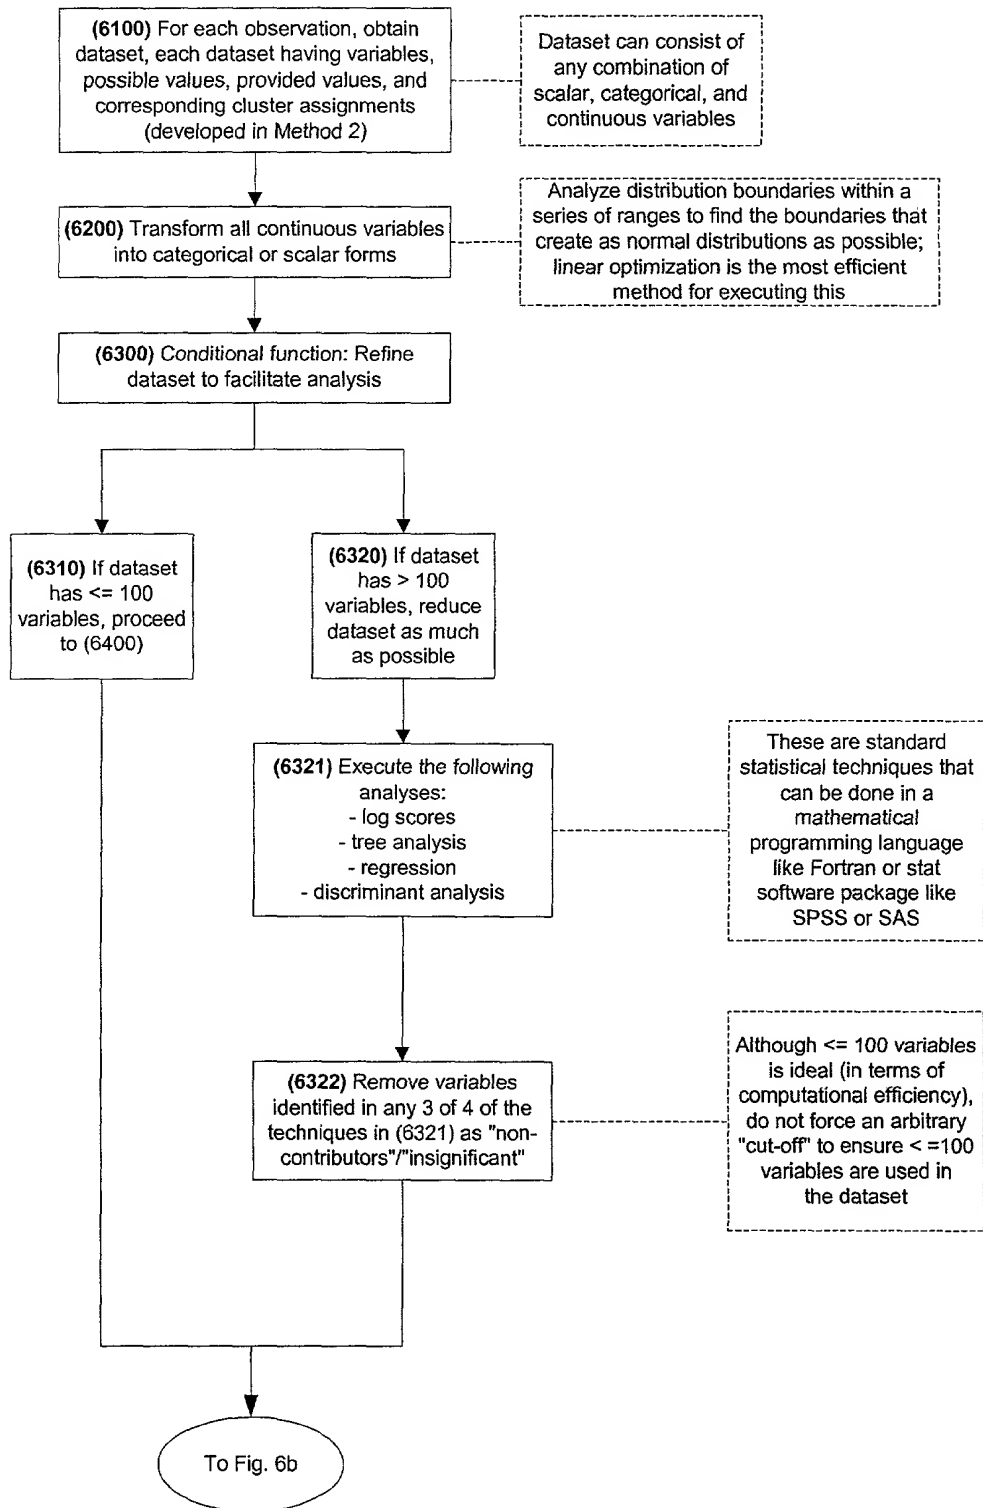 (6100) For each observation, obtain
dataset, each dataset having variables,
possible values, provided values, and
corresponding cluster assignments
(developed in Method 2)
Dataset can consist of
any combination of
scalar, categorical, and
continuous variables
(6200) Transform all continuous variables
into categorical or scalar forms
Analyze distribution boundaries within a
series of ranges to find the boundaries that
create as normal distributions as possible;
linear optimization is the most efficient
method for executing this
(6300) Conditional function: Refine
dataset to facilitate analysis
(6310) If dataset
has <= 100
variables, proceed
to (6400)
(6320) If dataset
has > 100
variables, reduce
dataset as much
as possible
(6321) Execute the following
analyses:
- log scores
- tree analysis
- regression
- discriminant analysis
These are standard
statistical techniques that
can be done in a
mathematical
programming language
like Fortran or stat
software package like
SPSS or SAS
(6322) Remove variables
identified in any 3 of 4 of the
techniques in (6321) as "non-
contributors"/"insignificant"
Although <= 100 variables
is ideal (in terms of
computational efficiency),
do not force an arbitrary
"cut-off" to ensure < =100
variables are used in
the dataset
To Fig. 6b